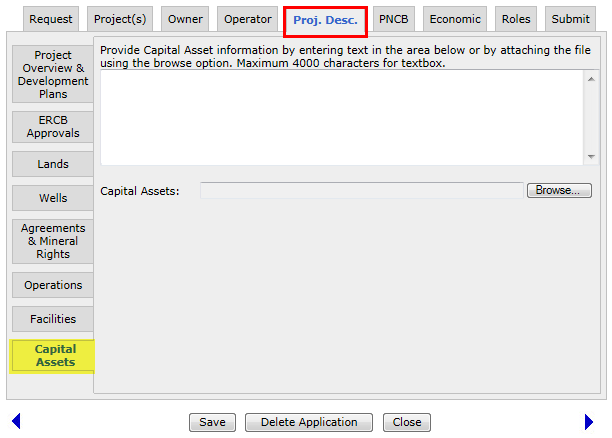 Request Project(s) Owner Operator Proj. Desc. PNCB Economic Roles Submit
Project
Overview &
Development
Plans
ERCB
Approvals
Lands
Wells
Agreements
& Mineral
Rights
Operations
Facilities
Capital
Assets
Provide Capital Asset information by entering text in the area below or by attaching the file
using the browse option. Maximum 4000 characters for textbox.
Capital Assets: Browse...
Save Delete Application Close